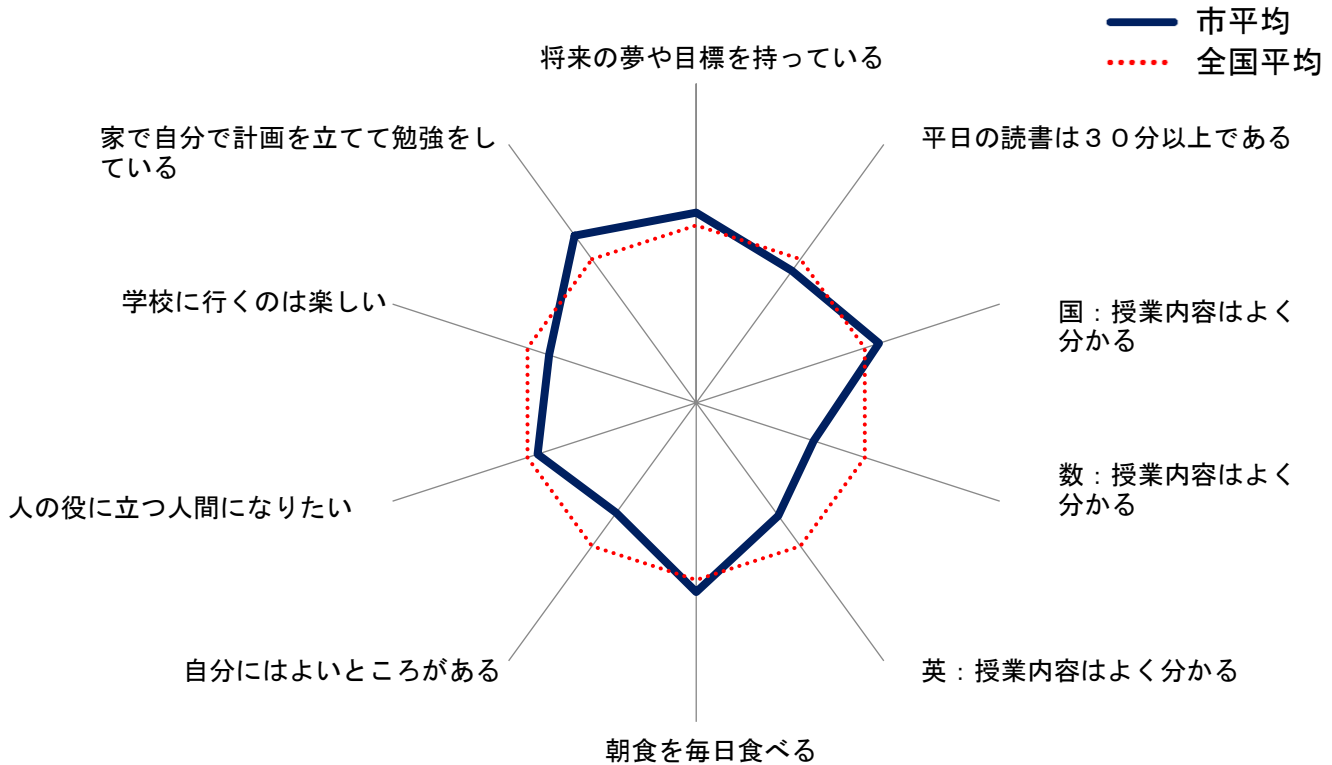 市平均
全国平均
将来の夢や目標を持っている
平日の読書は３０分以上である
国：授業内容はよく
分かる
数：授業内容はよく
分かる
英：授業内容はよく分かる
朝食を毎日食べる
自分にはよいところがある
人の役に立つ人間になりたい
学校に行くのは楽しい
家で自分で計画を立てて勉強をし
ている